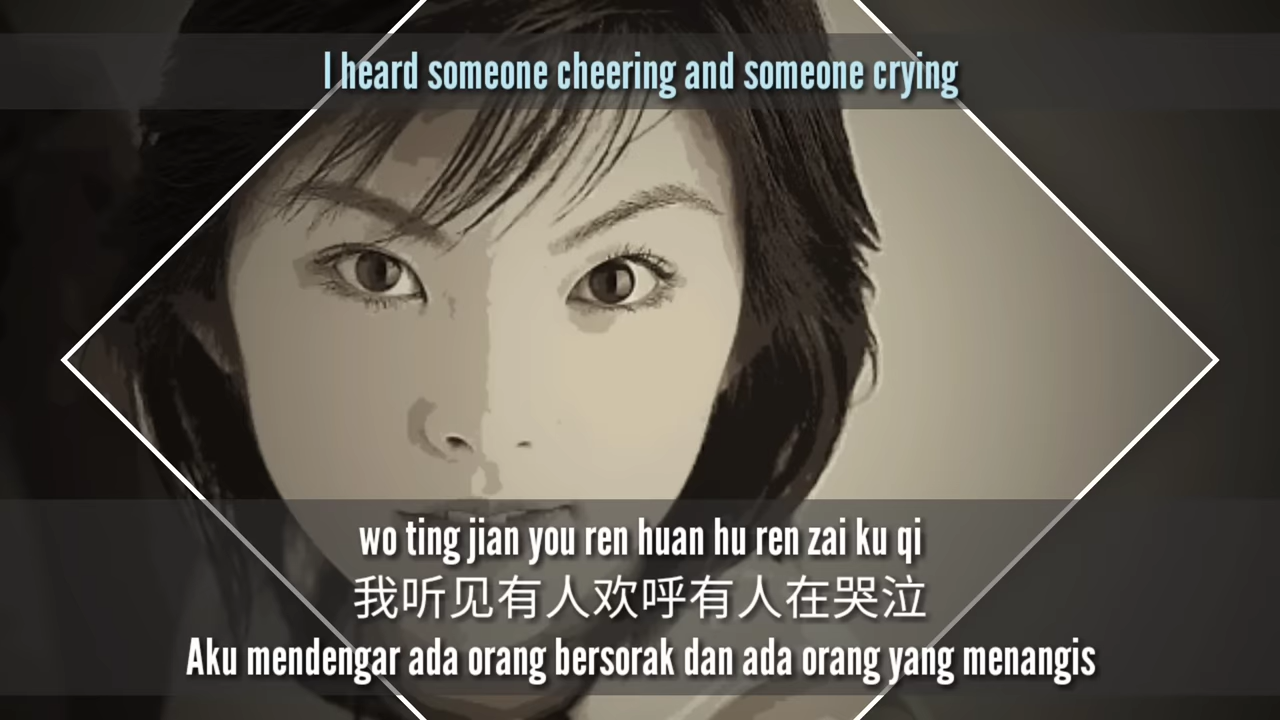 I heard someone cheering and someone crying
wo ting jian you ren huan hu ren zai ku qi
我听见有人欢呼有人在哭泣
Aku mendengar ada orang bersorak dan ada orang yang menangis